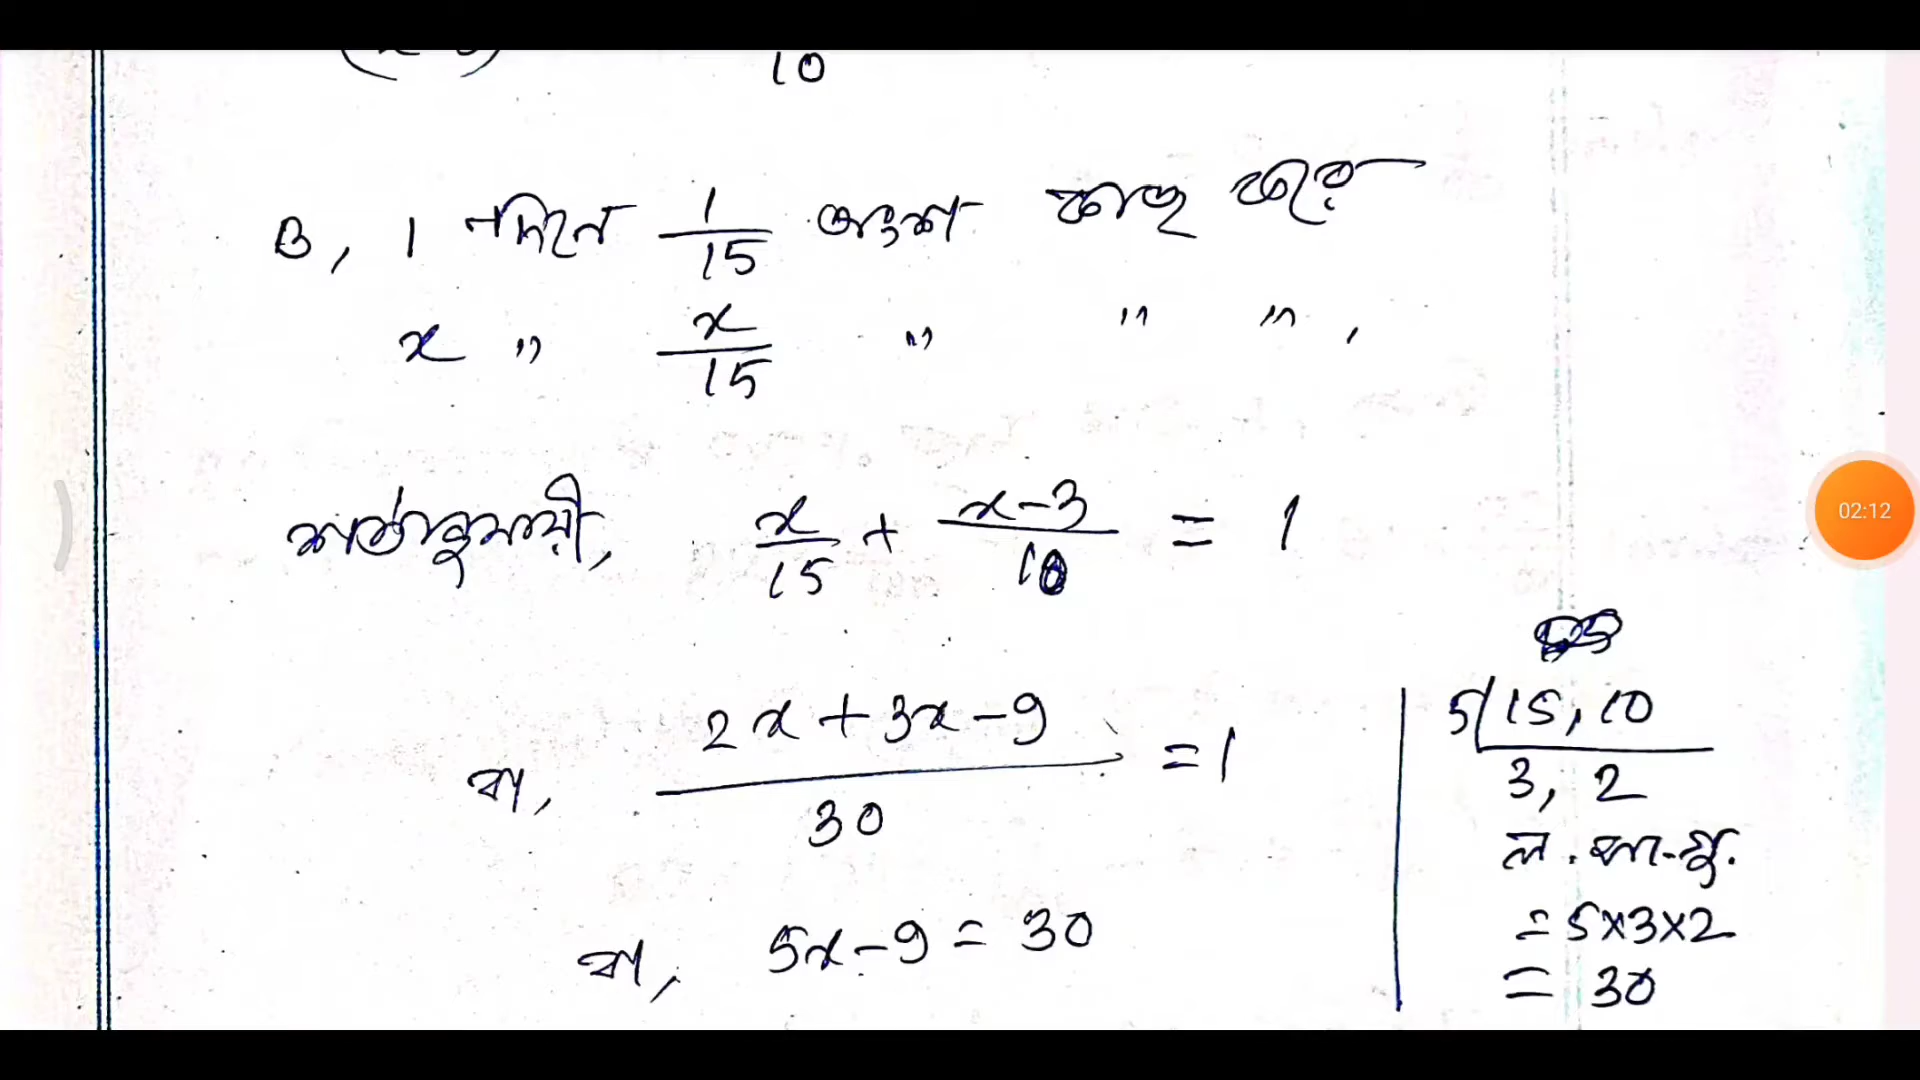 10
B, 1 দিনে 1/15 অংশ কাজ করে
x " x/15 " " " ,
শর্তানুযায়ী, x/15 + x-3/10 = 1
বা, 2x+3x-9/30 =1
বা, 5x-9= 30
5 15, 10
3, 2
ল. সা. গু.
= 5×3×2
= 30
02:12